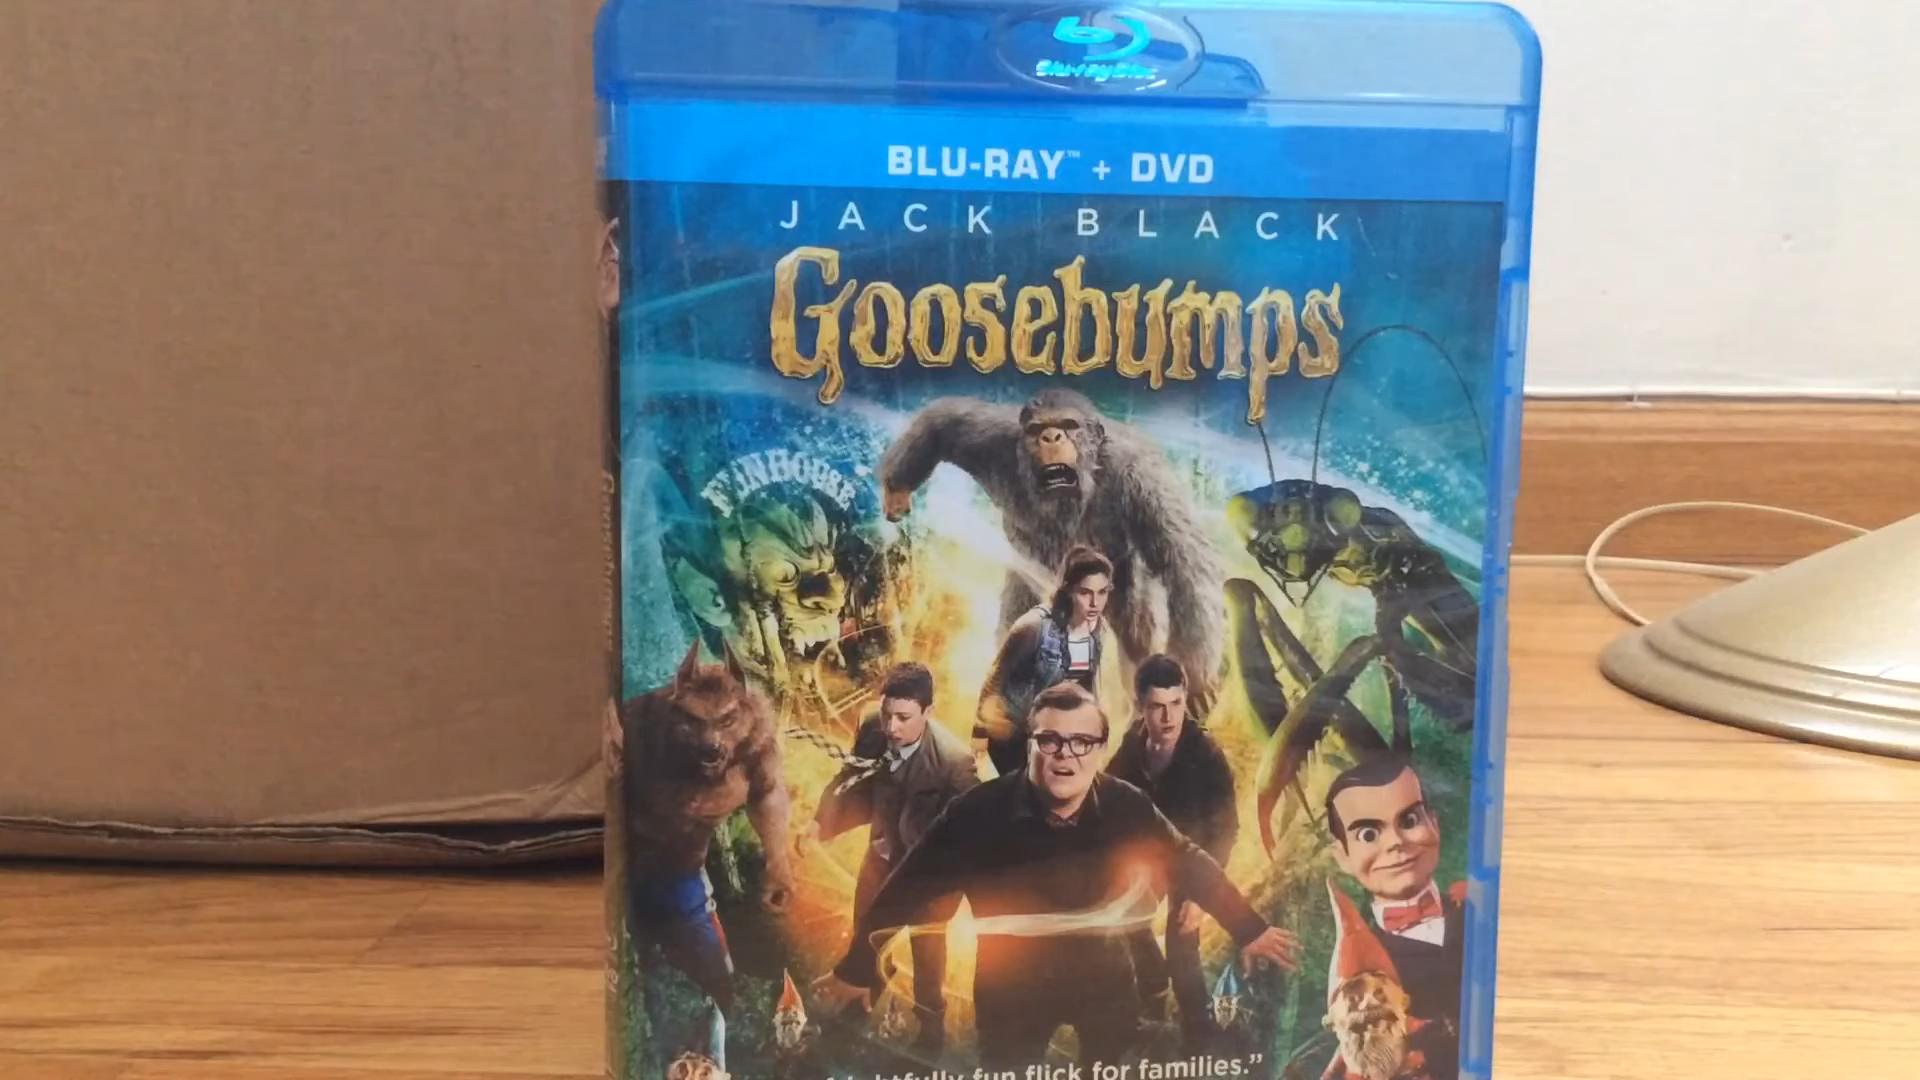 Blu-ray Disc
BLU-RAY™ + DVD
JACK BLACK
Goosebumps
FUNHOUSE
fun flick for families.”